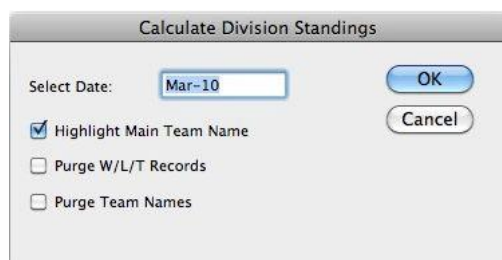 Calculate Division Standings
Select Date: Mar-10
OK
Highlight Main Team Name
Cancel
Purge W/L/T Records
Purge Team Names